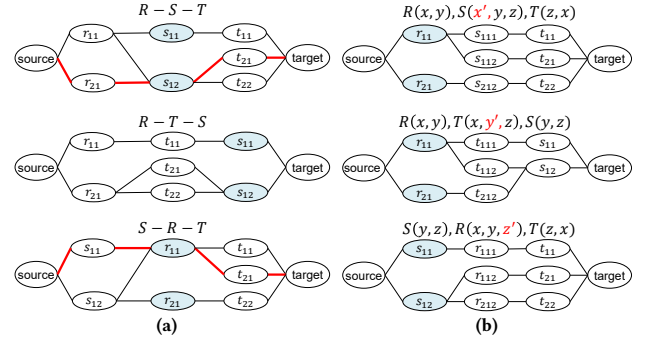 R − S − T
source
r₁₁ s₁₁ t₁₁
t₂₁
r₂₁ s₁₂ t₂₂
target
R − T − S
source
r₁₁ t₁₁ s₁₁
t₂₁
r₂₁ t₂₂ s₁₂
target
S − R − T
source
s₁₁ r₁₁ t₁₁
t₂₁
s₁₂ r₂₁ t₂₂
target
(a)
R(x, y), S(x′, y, z), T(z, x)
source
r₁₁ s₁₁₁ t₁₁
s₁₁₂ t₂₁
r₂₁ s₂₁₂ t₂₂
target
R(x, y), T(x, y′, z), S(y, z)
source
r₁₁ t₁₁₁ s₁₁
t₁₁₂ s₁₂
r₂₁ t₂₁₂
target
S(y, z), R(x, y, z′), T(z, x)
source
s₁₁ r₁₁₁ t₁₁
r₁₁₂ t₂₁
s₁₂ r₂₁₂ t₂₂
target
(b)